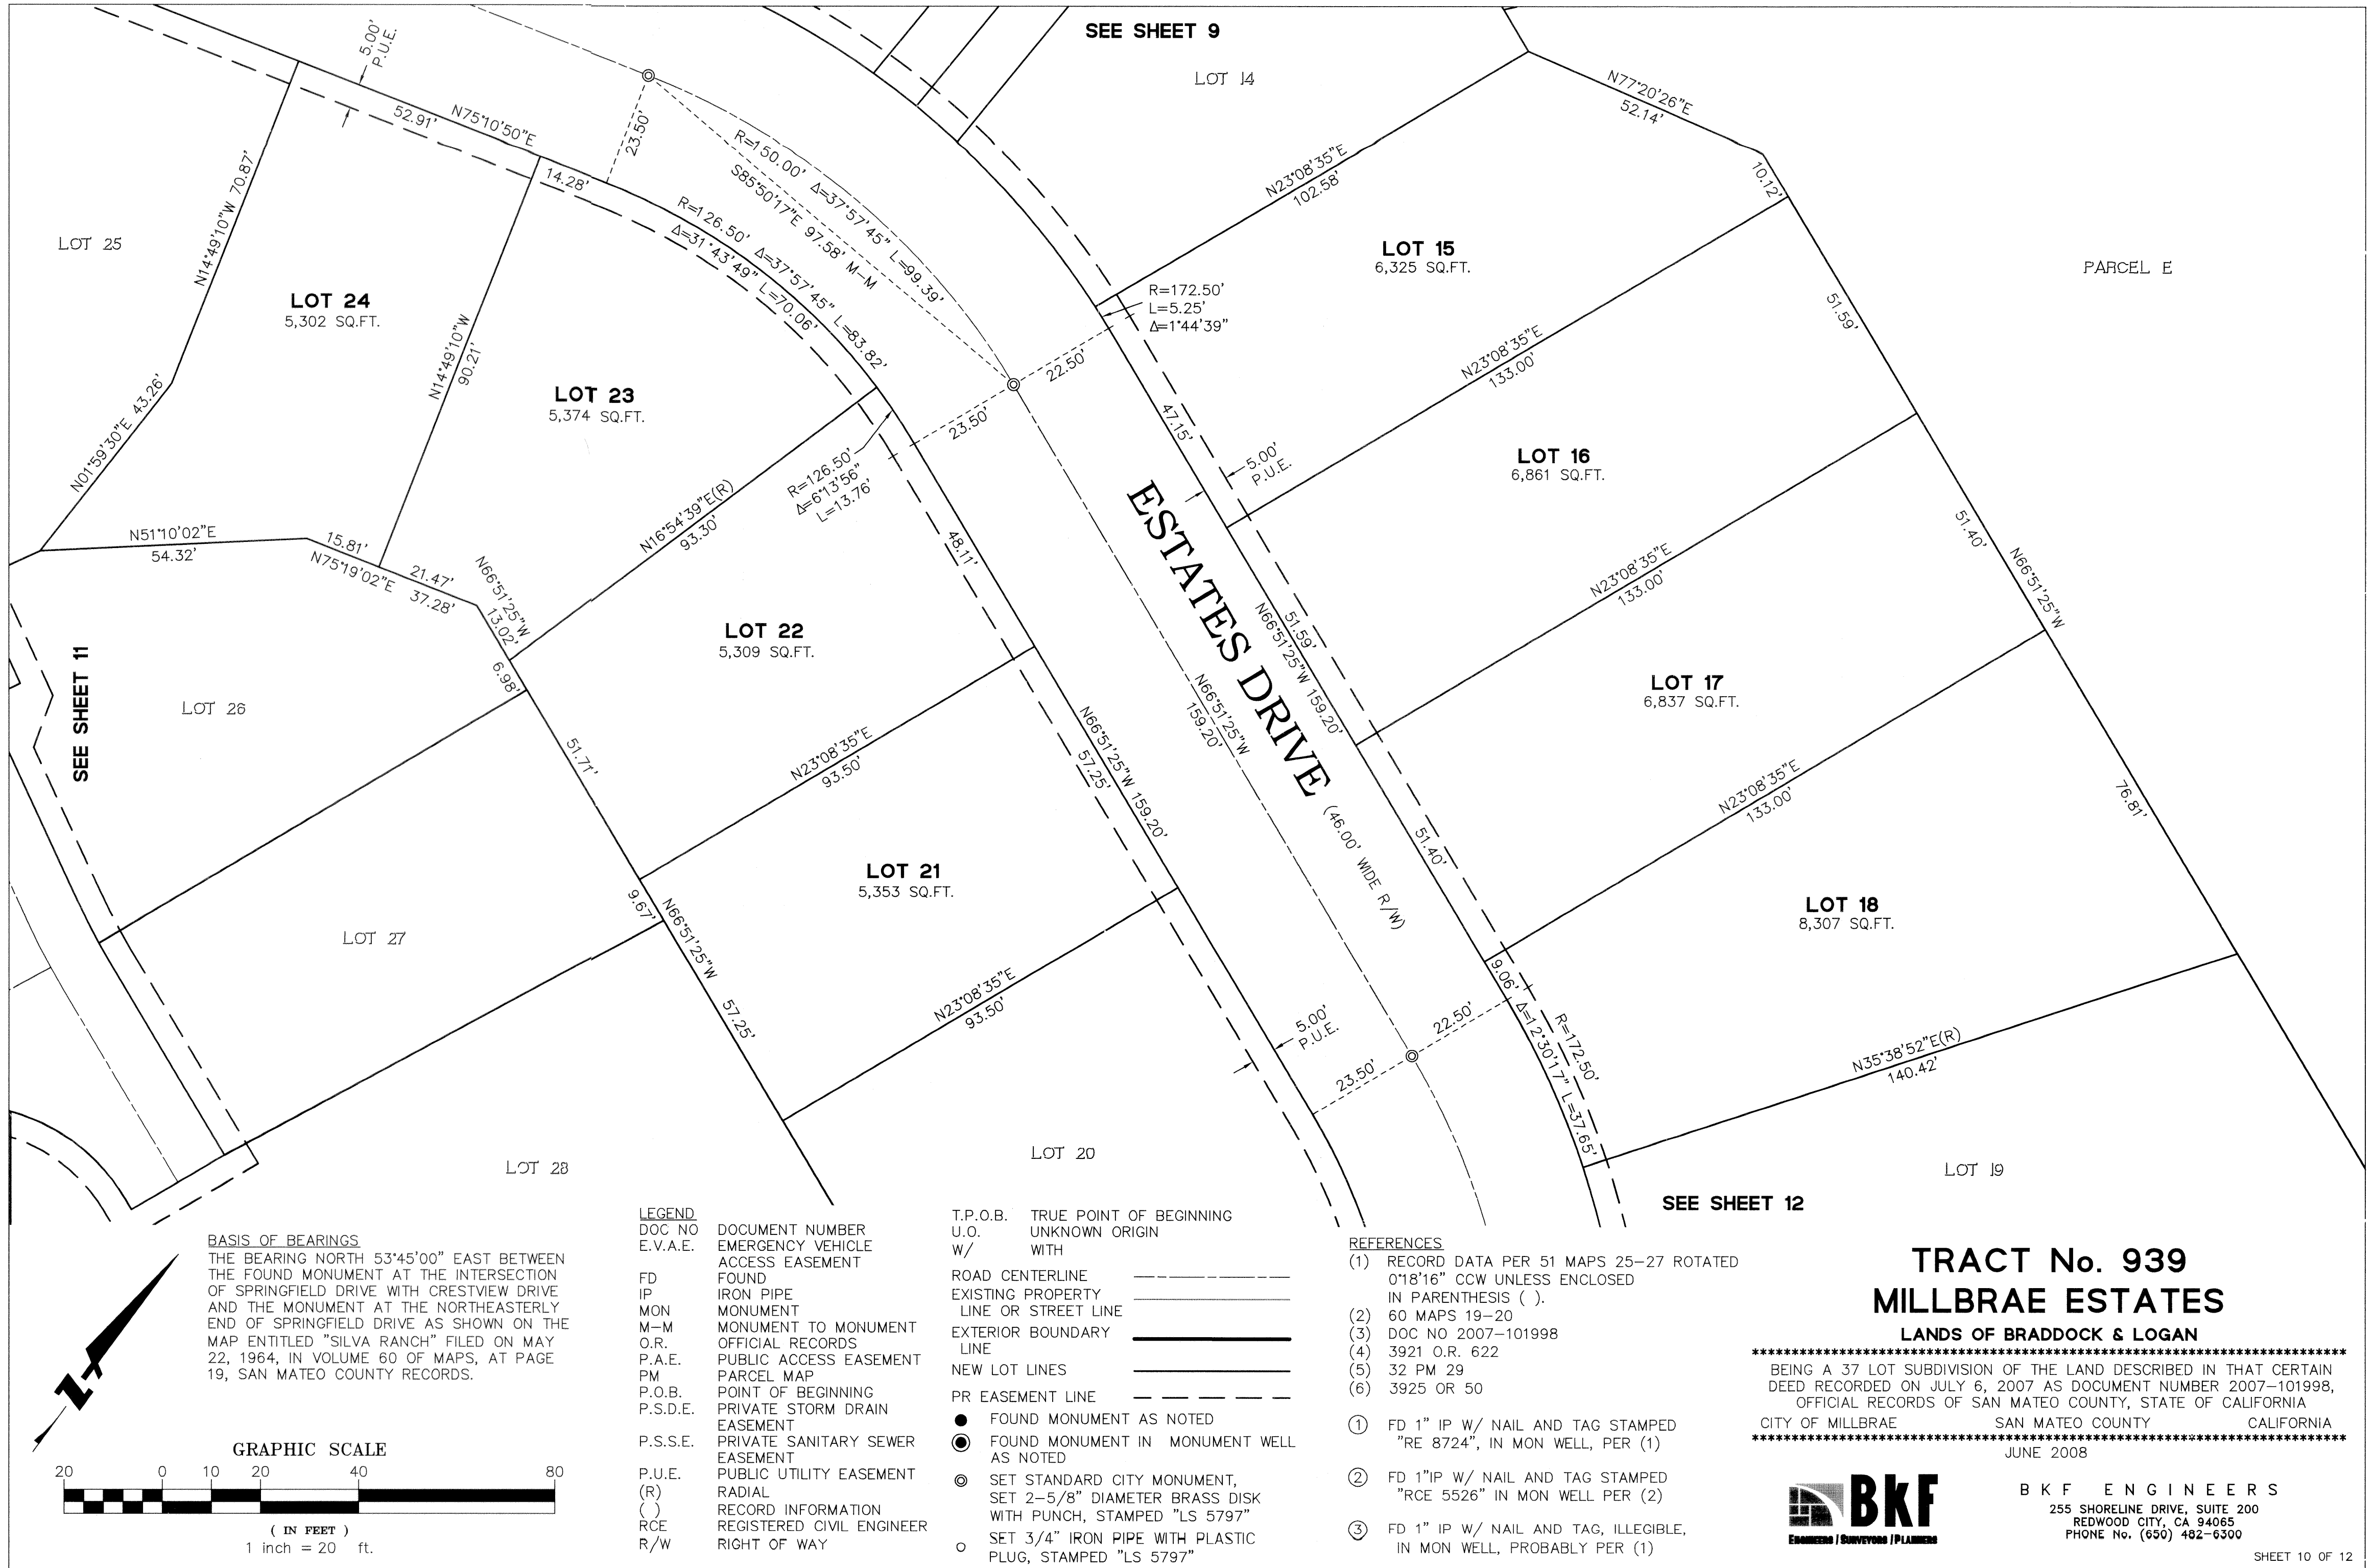 SEE SHEET 9
LOT 14
5.00'
P.U.E.
N75°10'50"E
52.91'
23.50'
14.28'
R=150.00' Δ=37°57'45" L=99.39'
S85°50'17"E 97.58' M-M
R=126.50' Δ=37°57'45" L=83.82'
Δ=31°43'49" L=70.06'
N77°20'26"E
52.14'
10.12'
N23°08'35"E
102.58'
LOT 15
6,325 SQ.FT.
PARCEL E
LOT 25
N14°49'10"W 70.87'
LOT 24
5,302 SQ.FT.
N14°49'10"W
90.21'
LOT 23
5,374 SQ.FT.
R=172.50'
L=5.25'
Δ=1°44'39"
22.50'
23.50'
51.59'
N23°08'35"E
133.00'
47.15'
5.00'
P.U.E.
LOT 16
6,861 SQ.FT.
N01°59'30"E 43.26'
N51°10'02"E
54.32'
15.81'
N75°19'02"E
21.47'
37.28'
N66°51'25"W
13.02'
6.98'
N16°54'39"E(R)
93.30'
R=126.50'
Δ=6°13'56"
L=13.76'
48.11'
ESTATES DRIVE
(46.00' WIDE R/W)
51.40'
N66°51'25"W
N23°08'35"E
133.00'
51.59'
N66°51'25"W 159.20'
LOT 17
6,837 SQ.FT.
SEE SHEET 11
LOT 26
LOT 22
5,309 SQ.FT.
N66°51'25"W
159.20'
N23°08'35"E
93.50'
51.71'
N66°51'25"W 159.20'
57.25'
N23°08'35"E
133.00'
51.40'
76.81'
LOT 18
8,307 SQ.FT.
LOT 21
5,353 SQ.FT.
9.67'
N66°51'25"W
57.25'
LOT 27
N23°08'35"E
93.50'
9.06'
5.00'
P.U.E.
22.50'
23.50'
R=172.50'
Δ=12°30'17" L=37.65'
N35°38'52"E(R)
140.42'
LOT 28
LOT 20
LOT 19
SEE SHEET 12
BASIS OF BEARINGS
THE BEARING NORTH 53°45'00" EAST BETWEEN
THE FOUND MONUMENT AT THE INTERSECTION
OF SPRINGFIELD DRIVE WITH CRESTVIEW DRIVE
AND THE MONUMENT AT THE NORTHEASTERLY
END OF SPRINGFIELD DRIVE AS SHOWN ON THE
MAP ENTITLED "SILVA RANCH" FILED ON MAY
22, 1964, IN VOLUME 60 OF MAPS, AT PAGE
19, SAN MATEO COUNTY RECORDS.
N
GRAPHIC SCALE
20 0 10 20 40 80
( IN FEET )
1 inch = 20 ft.
LEGEND
DOC NO DOCUMENT NUMBER
E.V.A.E. EMERGENCY VEHICLE
ACCESS EASEMENT
FD FOUND
IP IRON PIPE
MON MONUMENT
M-M MONUMENT TO MONUMENT
O.R. OFFICIAL RECORDS
P.A.E. PUBLIC ACCESS EASEMENT
PM PARCEL MAP
P.O.B. POINT OF BEGINNING
P.S.D.E. PRIVATE STORM DRAIN
EASEMENT
P.S.S.E. PRIVATE SANITARY SEWER
EASEMENT
P.U.E. PUBLIC UTILITY EASEMENT
(R) RADIAL
( ) RECORD INFORMATION
RCE REGISTERED CIVIL ENGINEER
R/W RIGHT OF WAY
T.P.O.B. TRUE POINT OF BEGINNING
U.O. UNKNOWN ORIGIN
W/ WITH
ROAD CENTERLINE
EXISTING PROPERTY
LINE OR STREET LINE
EXTERIOR BOUNDARY
LINE
NEW LOT LINES
PR EASEMENT LINE
FOUND MONUMENT AS NOTED
FOUND MONUMENT IN MONUMENT WELL
AS NOTED
SET STANDARD CITY MONUMENT,
SET 2-5/8" DIAMETER BRASS DISK
WITH PUNCH, STAMPED "LS 5797"
SET 3/4" IRON PIPE WITH PLASTIC
PLUG, STAMPED "LS 5797"
REFERENCES
(1) RECORD DATA PER 51 MAPS 25-27 ROTATED
0°18'16" CCW UNLESS ENCLOSED
IN PARENTHESIS ( ).
(2) 60 MAPS 19-20
(3) DOC NO 2007-101998
(4) 3921 O.R. 622
(5) 32 PM 29
(6) 3925 OR 50
1 FD 1" IP W/ NAIL AND TAG STAMPED
"RE 8724", IN MON WELL, PER (1)
2 FD 1"IP W/ NAIL AND TAG STAMPED
"RCE 5526" IN MON WELL PER (2)
3 FD 1" IP W/ NAIL AND TAG, ILLEGIBLE,
IN MON WELL, PROBABLY PER (1)
TRACT No. 939
MILLBRAE ESTATES
LANDS OF BRADDOCK & LOGAN
BEING A 37 LOT SUBDIVISION OF THE LAND DESCRIBED IN THAT CERTAIN
DEED RECORDED ON JULY 6, 2007 AS DOCUMENT NUMBER 2007-101998,
OFFICIAL RECORDS OF SAN MATEO COUNTY, STATE OF CALIFORNIA
CITY OF MILLBRAE SAN MATEO COUNTY CALIFORNIA
JUNE 2008
BKF
ENGINEERS / SURVEYORS / PLANNERS
BKF ENGINEERS
255 SHORELINE DRIVE, SUITE 200
REDWOOD CITY, CA 94065
PHONE No. (650) 482-6300
SHEET 10 OF 12